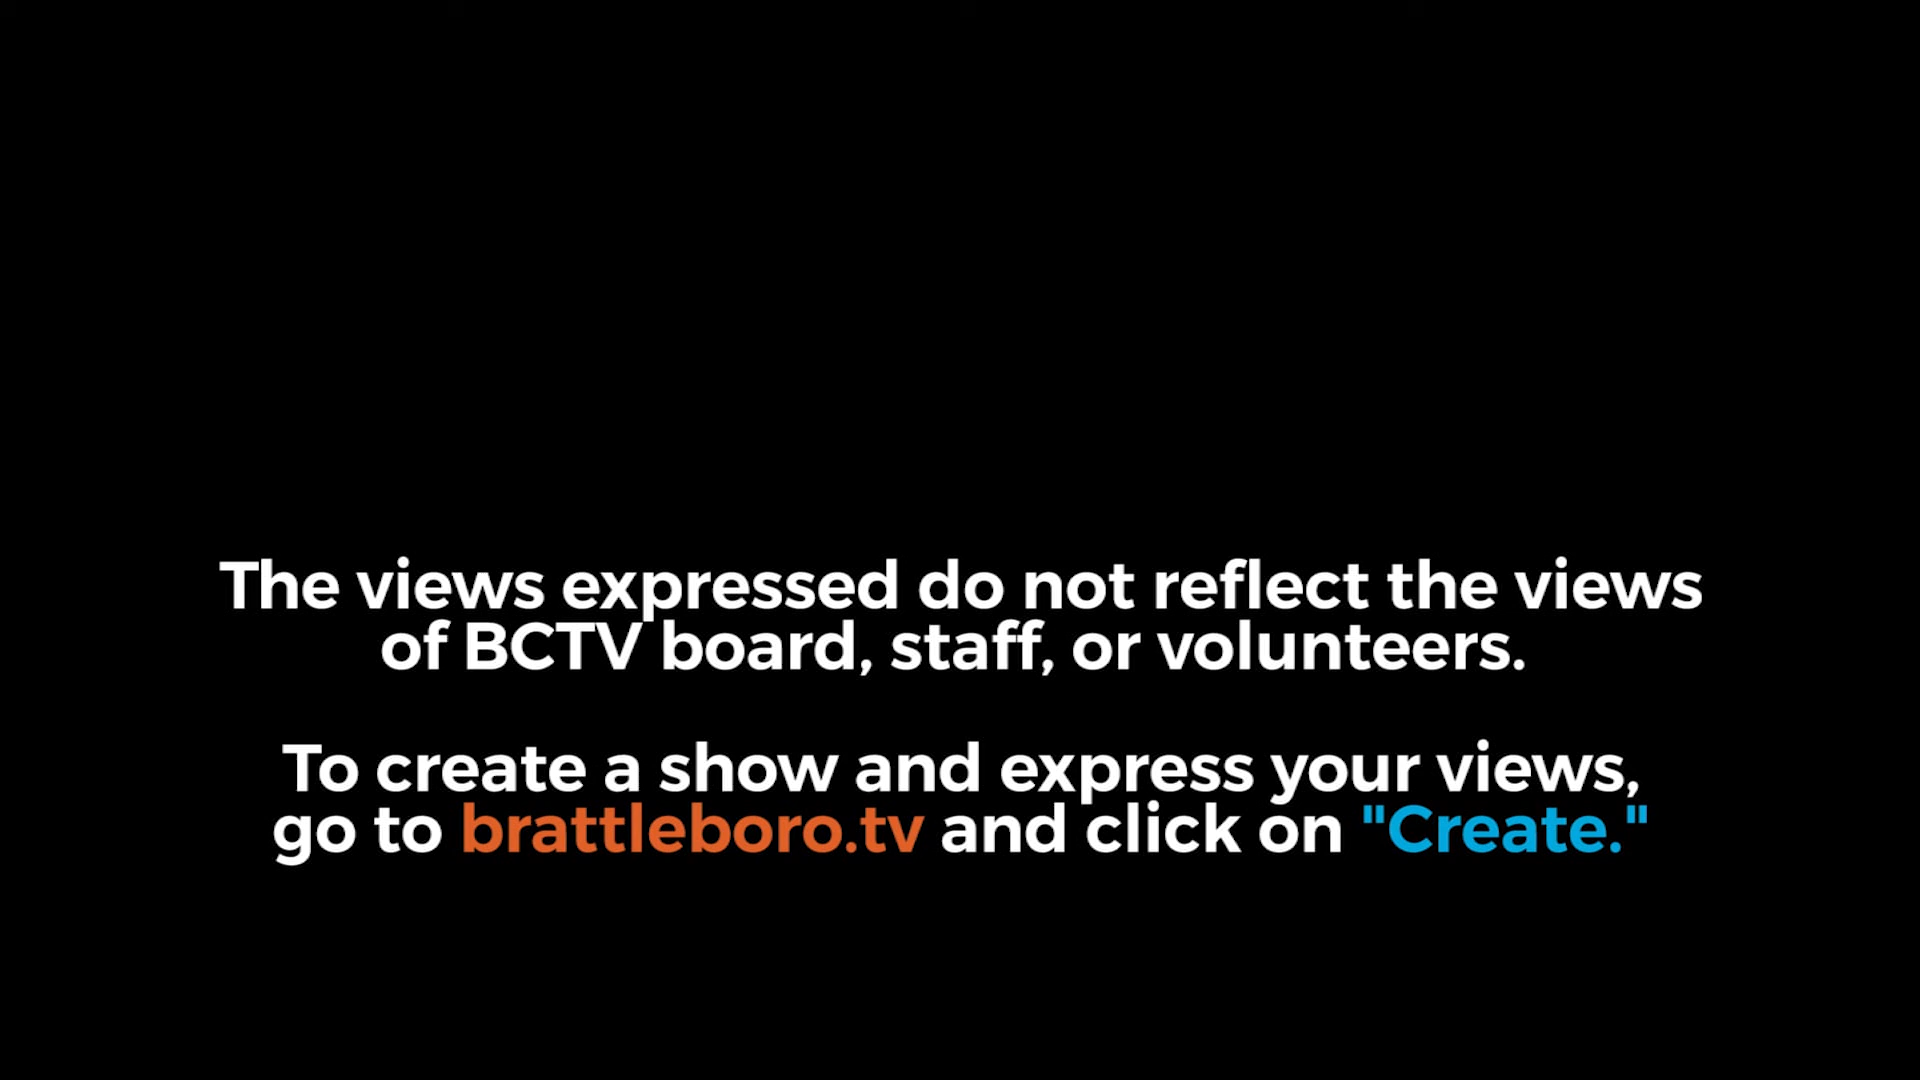 The views expressed do not reflect the views
of BCTV board, staff, or volunteers.
To create a show and express your views,
go to brattleboro.tv and click on "Create."